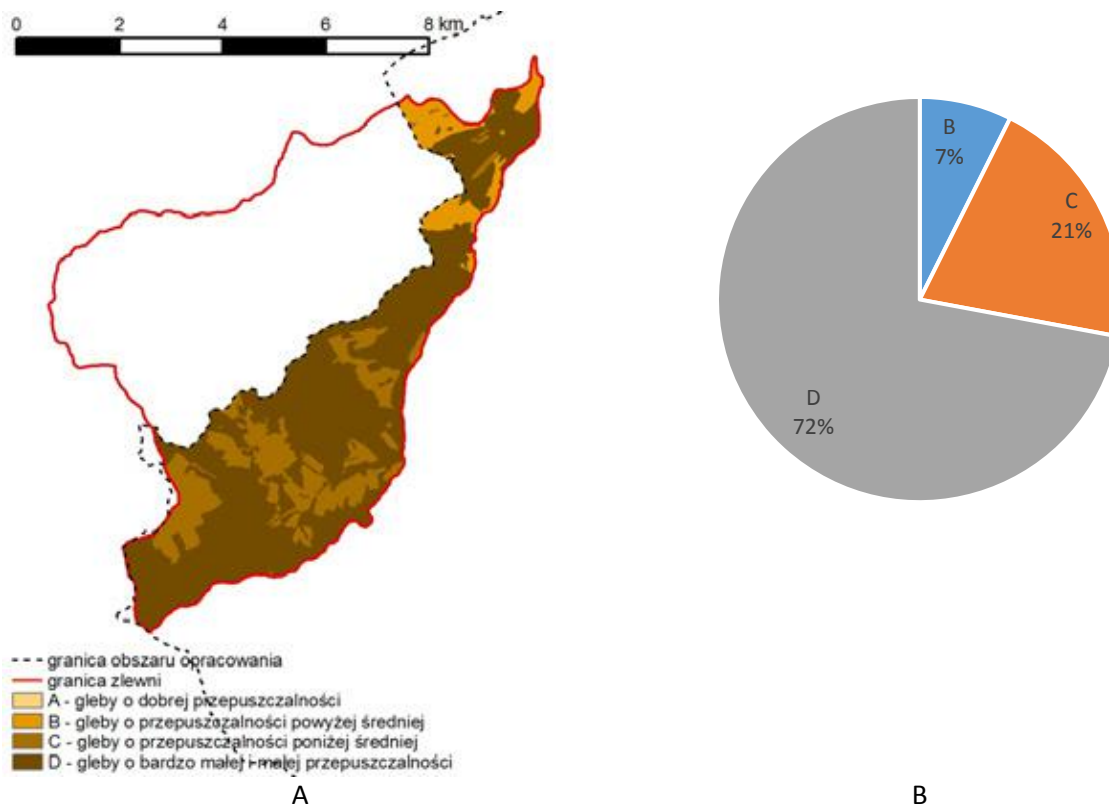 0 2 4 6 8 km
B
7%
C
21%
D
72%
granica obszaru opracowania
granica zlewni
A - gleby o dobrej przepuszczalności
B - gleby o przepuszczalności powyżej średniej
C - gleby o przepuszczalności poniżej średniej
D - gleby o bardzo małej i małej przepuszczalności
A
B